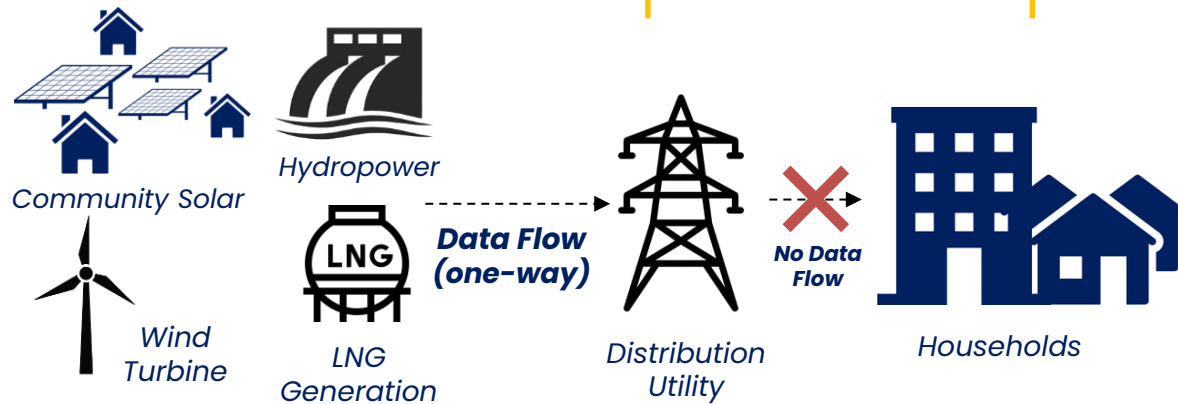 Community Solar
Hydropower
Wind
Turbine
LNG
LNG
Generation
Data Flow
(one-way)
Distribution
Utility
No Data
Flow
Households